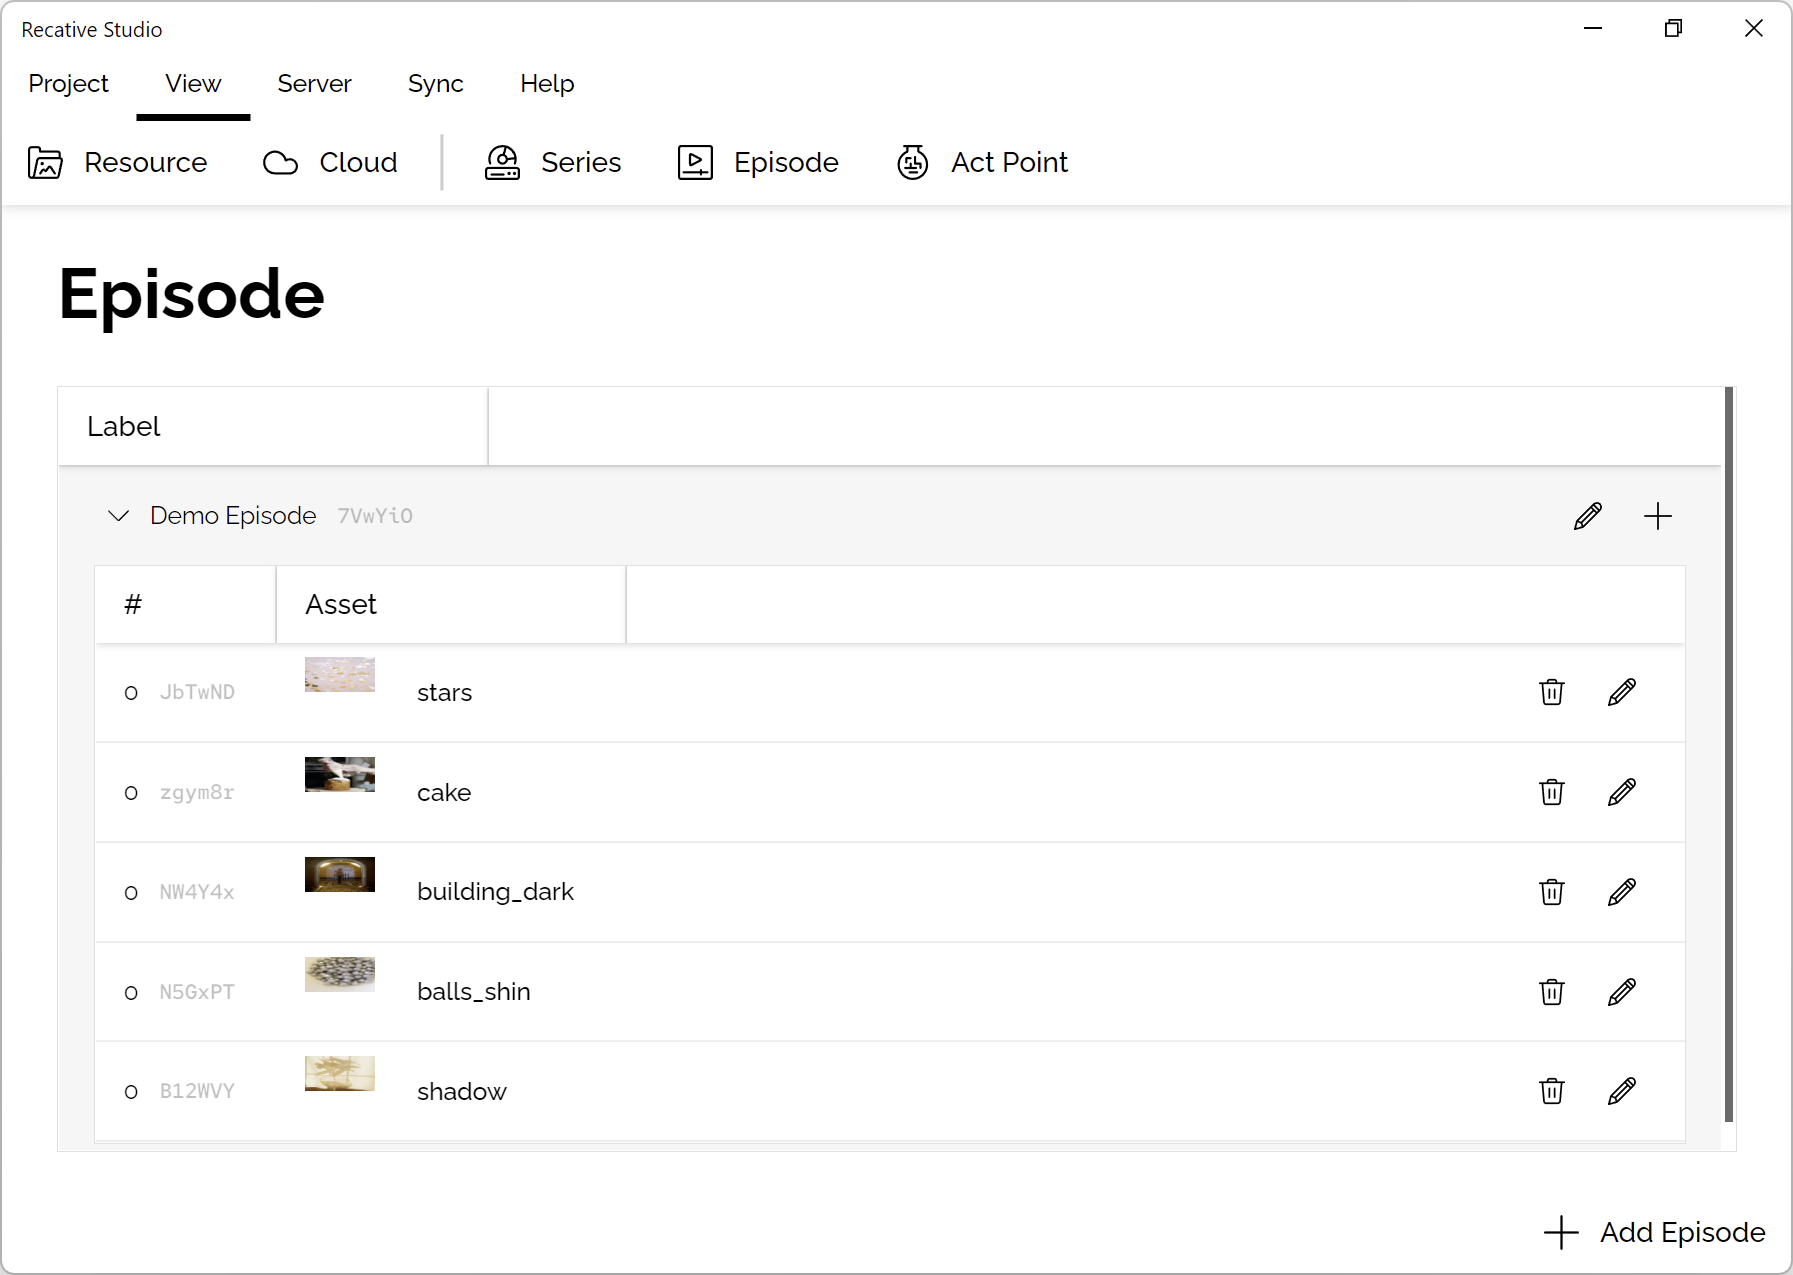 Recative Studio
Project View Server Sync Help
Resource Cloud Series Episode Act Point
Episode
Label
Demo Episode 7VwYiO
# Asset
0 JbTwND stars
0 zgym8r cake
0 NW4Y4x building_dark
0 N5GxPT balls_shin
0 B12WVY shadow
Add Episode